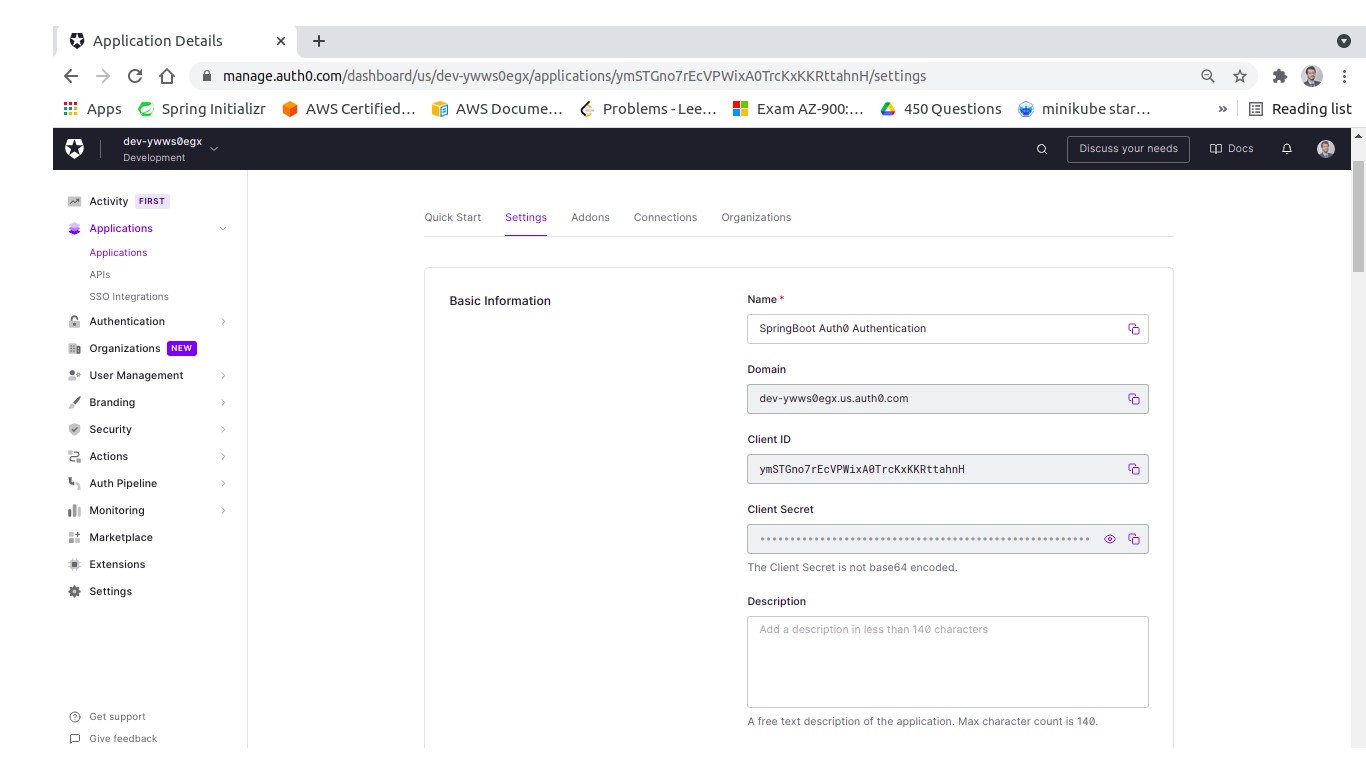 Application Details
manage.auth0.com/dashboard/us/dev-ywws0egx/applications/ymSTGno7rEcVPWixA0TrcKxKKRttahnH/settings
Apps Spring Initializr AWS Certified... AWS Docume... Problems - Lee... Exam AZ-900:... 450 Questions minikube star... » Reading list
dev-ywws0egx
Development
Discuss your needs Docs
Activity FIRST
Applications
Applications
APIs
SSO Integrations
Authentication
Organizations NEW
User Management
Branding
Security
Actions
Auth Pipeline
Monitoring
Marketplace
Extensions
Settings
Get support
Give feedback
Quick Start Settings Addons Connections Organizations
Basic Information
Name *
SpringBoot Auth0 Authentication
Domain
dev-ywws0egx.us.auth0.com
Client ID
ymSTGno7rEcVPWixA0TrcKxKKRttahnH
Client Secret
The Client Secret is not base64 encoded.
Description
Add a description in less than 140 characters
A free text description of the application. Max character count is 140.